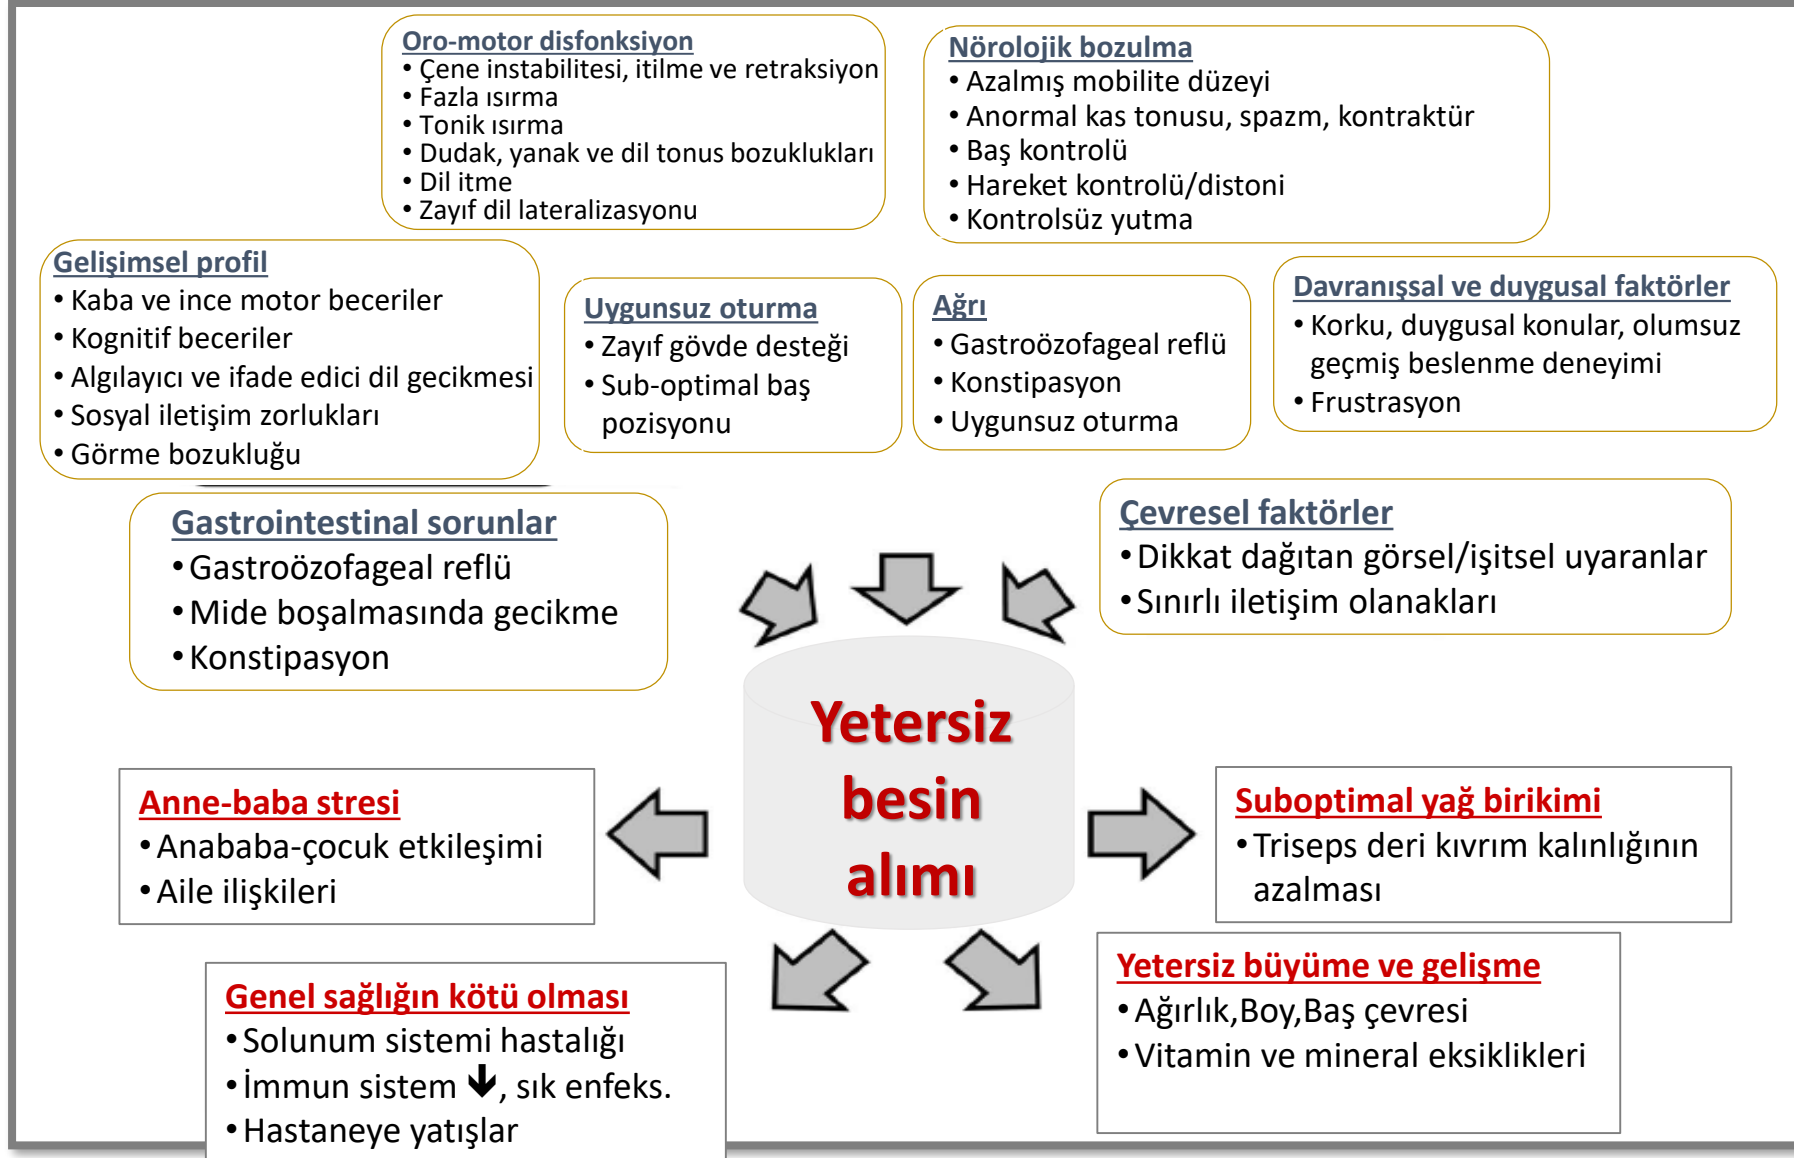 Oro-motor disfonksiyon
• Çene instabilitesi, itilme ve retraksiyon
• Fazla ısırma
• Tonik ısırma
• Dudak, yanak ve dil tonus bozuklukları
• Dil itme
• Zayıf dil lateralizasyonu
Nörolojik bozulma
• Azalmış mobilite düzeyi
• Anormal kas tonusu, spazm, kontraktür
• Baş kontrolü
• Hareket kontrolü/distoni
• Kontrolsüz yutma
Gelişimsel profil
• Kaba ve ince motor beceriler
• Kognitif beceriler
• Algılayıcı ve ifade edici dil gecikmesi
• Sosyal iletişim zorlukları
• Görme bozukluğu
Uygunsuz oturma
• Zayıf gövde desteği
• Sub-optimal baş
pozisyonu
Ağrı
• Gastroözofageal reflü
• Konstipasyon
• Uygunsuz oturma
Davranışsal ve duygusal faktörler
• Korku, duygusal konular, olumsuz
geçmiş beslenme deneyimi
• Frustrasyon
Gastrointestinal sorunlar
• Gastroözofageal reflü
• Mide boşalmasında gecikme
• Konstipasyon
Çevresel faktörler
• Dikkat dağıtan görsel/işitsel uyaranlar
• Sınırlı iletişim olanakları
Yetersiz
besin
alımı
Anne-baba stresi
• Anababa-çocuk etkileşimi
• Aile ilişkileri
Suboptimal yağ birikimi
• Triseps deri kıvrım kalınlığının
azalması
Genel sağlığın kötü olması
• Solunum sistemi hastalığı
• İmmun sistem 🡻, sık enfeks.
• Hastaneye yatışlar
Yetersiz büyüme ve gelişme
• Ağırlık,Boy,Baş çevresi
• Vitamin ve mineral eksiklikleri